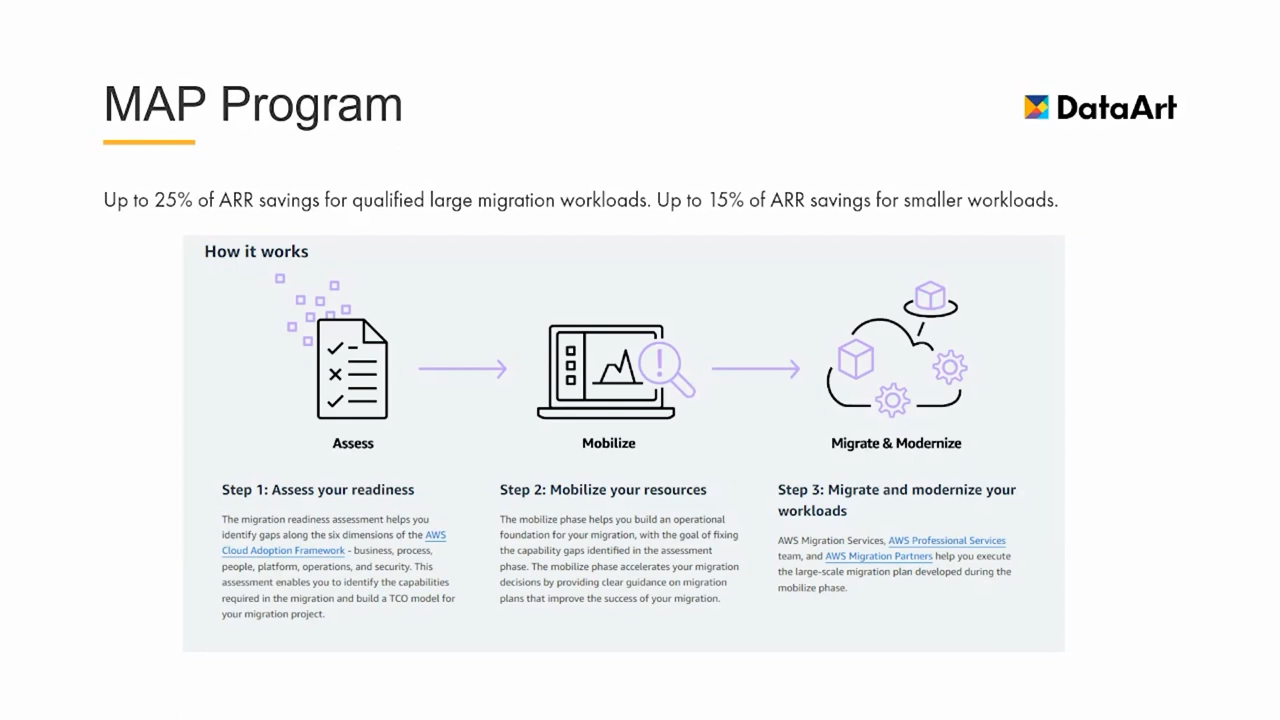 MAP Program
DataArt
Up to 25% of ARR savings for qualified large migration workloads. Up to 15% of ARR savings for smaller workloads.
How it works
Assess
Mobilize
Migrate & Modernize
Step 1: Assess your readiness
The migration readiness assessment helps you
identify gaps along the six dimensions of the AWS
Cloud Adoption Framework - business, process,
people, platform, operations, and security. This
assessment enables you to identify the capabilities
required in the migration and build a TCO model for
your migration project.
Step 2: Mobilize your resources
The mobilize phase helps you build an operational
foundation for your migration, with the goal of fixing
the capability gaps identified in the assessment
phase. The mobilize phase accelerates your migration
decisions by providing clear guidance on migration
plans that improve the success of your migration.
Step 3: Migrate and modernize your
workloads
AWS Migration Services, AWS Professional Services
team, and AWS Migration Partners help you execute
the large-scale migration plan developed during the
mobilize phase.